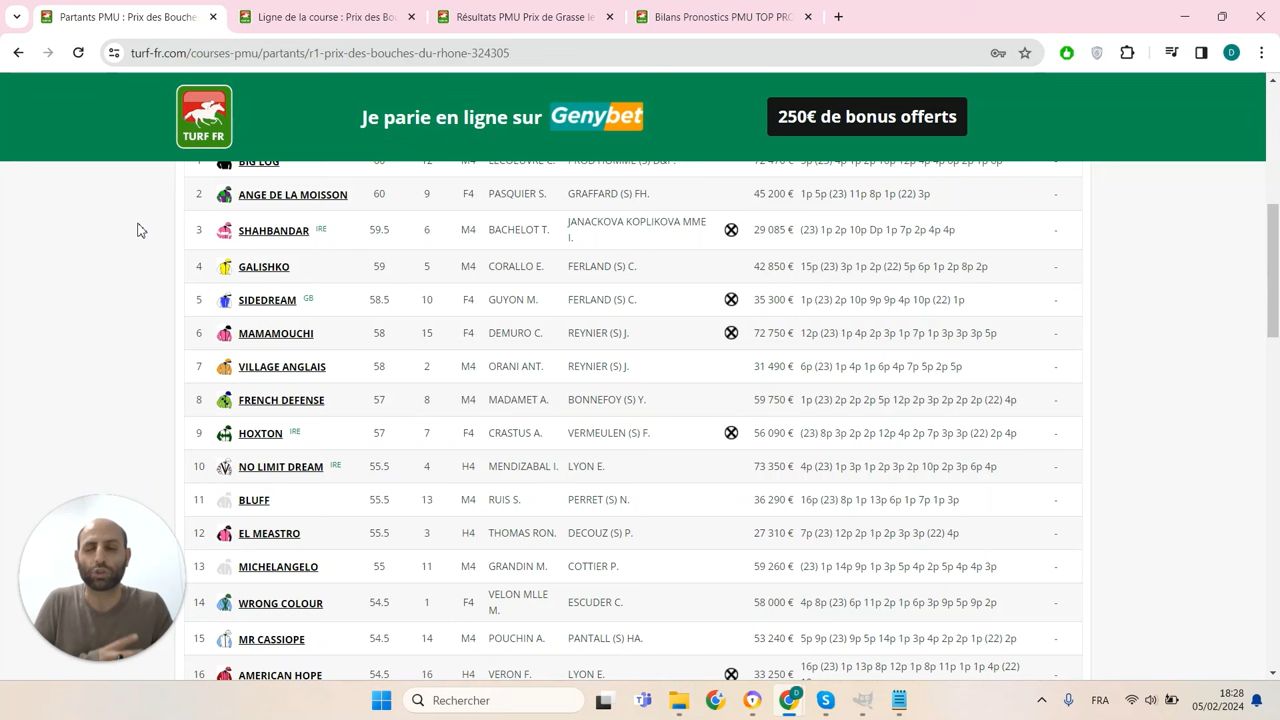 Partants PMU : Prix des Bouche
Ligne de la course : Prix des Bou
Résultats PMU Prix de Grasse le
Bilans Pronostics PMU TOP PRO
turf-fr.com/courses-pmu/partants/r1-prix-des-bouches-du-rhone-324305
D
TURF FR
Je parie en ligne sur Genybet
250€ de bonus offerts
BIG LOG
2 ANGE DE LA MOISSON 60 9 F4 PASQUIER S. GRAFFARD (S) FH. 45 200 € 1p 5p (23) 11p 8p 1p (22) 3p -
3 SHAHBANDAR IRE 59.5 6 M4 BACHELOT T. JANACKOVA KOPLIKOVA MME I. 29 085 € (23) 1p 2p 10p Dp 1p 7p 2p 4p 4p -
4 GALISHKO 59 5 M4 CORALLO E. FERLAND (S) C. 42 850 € 15p (23) 3p 1p 2p (22) 5p 6p 1p 2p 8p 2p -
5 SIDEDREAM GB 58.5 10 F4 GUYON M. FERLAND (S) C. 35 300 € 1p (23) 2p 10p 9p 9p 4p 10p (22) 1p -
6 MAMAMOUCHI 58 15 F4 DEMURO C. REYNIER (S) J. 72 750 € 12p (23) 1p 4p 2p 3p 1p 7p 1p 3p 3p 3p 5p -
7 VILLAGE ANGLAIS 58 2 M4 ORANI ANT. REYNIER (S) J. 31 490 € 6p (23) 1p 4p 1p 6p 4p 7p 5p 2p 5p -
8 FRENCH DEFENSE 57 8 M4 MADAMET A. BONNEFOY (S) Y. 59 750 € 1p (23) 2p 2p 2p 5p 12p 2p 3p 2p 2p 2p (22) 4p -
9 HOXTON IRE 57 7 F4 CRASTUS A. VERMEULEN (S) F. 56 090 € (23) 8p 3p 2p 2p 12p 4p 2p 7p 3p 3p (22) 2p 4p -
10 NO LIMIT DREAM IRE 55.5 4 H4 MENDIZABAL I. LYON E. 73 350 € 4p (23) 1p 3p 1p 2p 3p 2p 10p 2p 3p 6p 4p -
11 BLUFF 55.5 13 M4 RUIS S. PERRET (S) N. 36 290 € 16p (23) 8p 1p 13p 6p 1p 7p 1p 3p -
12 EL MEASTRO 55.5 3 H4 THOMAS RON. DECOUZ (S) P. 27 310 € 7p (23) 12p 2p 1p 2p 3p 3p (22) 4p -
13 MICHELANGELO 55 11 M4 GRANDIN M. COTTIER P. 59 260 € (23) 1p 14p 9p 1p 3p 5p 4p 2p 5p 4p 4p 3p -
14 WRONG COLOUR 54.5 1 F4 VELON MLLE M. ESCUDER C. 58 000 € 4p 8p (23) 6p 11p 2p 1p 6p 3p 9p 5p 9p 2p -
15 MR CASSIOPE 54.5 14 M4 POUCHIN A. PANTALL (S) HA. 53 240 € 5p 9p (23) 9p 5p 14p 1p 3p 4p 2p 2p 1p (22) 2p -
16 AMERICAN HOPE 54.5 16 H4 VERON F. LYON E. 33 250 € 16p (23) 1p 13p 8p 12p 1p 8p 11p 1p 1p 4p (22) -
Rechercher
FRA
18:28
05/02/2024